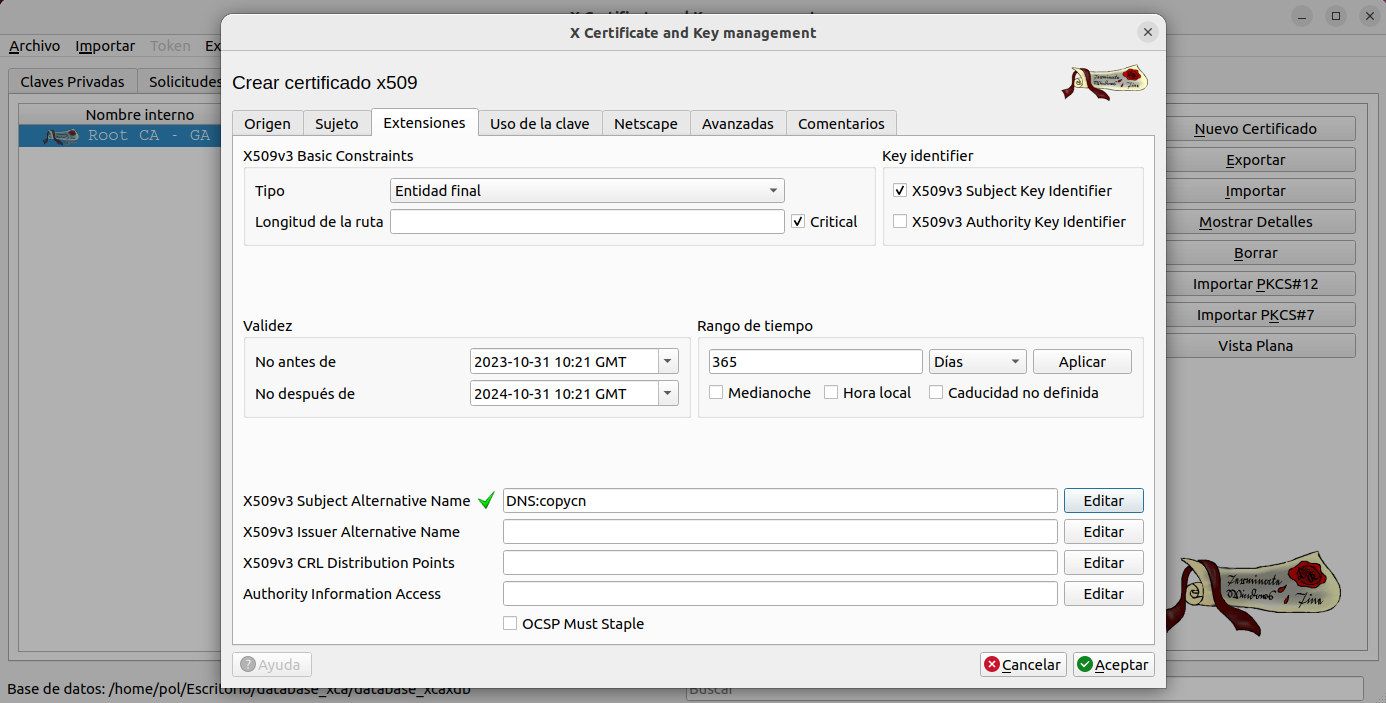 X Certificate and Key management
Archivo Importar Token Ex
Claves Privadas Solicitudes
Nombre interno
Root CA - GA
Crear certificado x509
Origen Sujeto Extensiones Uso de la clave Netscape Avanzadas Comentarios
X509v3 Basic Constraints
Tipo Entidad final
Longitud de la ruta Critical
Key identifier
X509v3 Subject Key Identifier
X509v3 Authority Key Identifier
Validez
No antes de 2023-10-31 10:21 GMT
No después de 2024-10-31 10:21 GMT
Rango de tiempo
365 Días Aplicar
Medianoche Hora local Caducidad no definida
X509v3 Subject Alternative Name DNS:copycn Editar
X509v3 Issuer Alternative Name Editar
X509v3 CRL Distribution Points Editar
Authority Information Access Editar
OCSP Must Staple
Ayuda Cancelar Aceptar
Nuevo Certificado
Exportar
Importar
Mostrar Detalles
Borrar
Importar PKCS#12
Importar PKCS#7
Vista Plana
Terminate
Windows Fine
Base de datos: /home/pol/Escritorio/database_xca/database_xcaxdb
Buscar